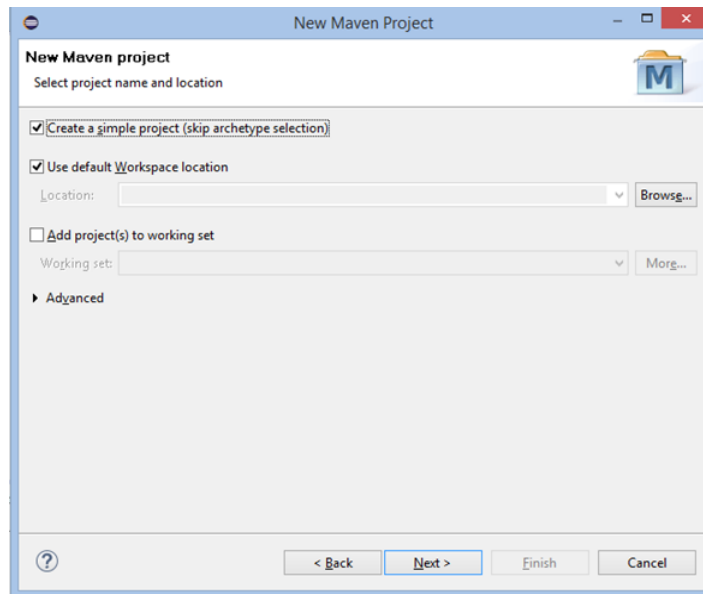 New Maven Project
New Maven project
Select project name and location
M
Create a simple project (skip archetype selection)
Use default Workspace location
Location:
Browse...
Add project(s) to working set
Working set:
More...
Advanced
? < Back Next > Finish Cancel